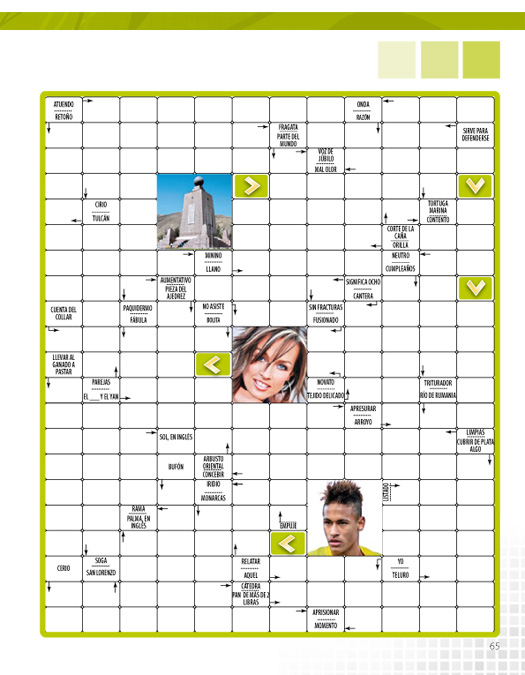 ATUENDO
RETOÑO
ONDA
RAZÓN
FRAGATA
PARTE DEL
MUNDO
SIRVE PARA
DEFENDERSE
VOZ DE
JÚBILO
MAL OLOR
CIRIO
TULCÁN
TORTUGA
MARINA
CONTENTO
CORTE DE LA
CAÑA
ORILLA
MININO
LLANO
NEUTRO
CUMPLEAÑOS
AUMENTATIVO
PIEZA DEL
AJEDREZ
SIGNIFICA OCHO
CANTERA
CUENTA DEL
COLLAR
PAQUIDERMO
FÁBULA
NO ASISTE
BOLITA
SIN FRACTURAS
FUSIONADO
LLEVAR AL
GANADO A
PASTAR
PAREJAS
EL ___ Y EL YAN
NOVATO
TEJIDO DELICADO
TRITURADOR
RÍO DE RUMANIA
APRESURAR
ARROYO
SOL, EN INGLÉS
LIMPIAS
CUBRIR DE PLATA
ALGO
BUFÓN
ARBUSTO
ORIENTAL
CONCEBIR
IRIDIO
MONARCAS
LISTADO
RAMA
PALMA, EN
INGLÉS
EMPUJE
CERIO
SOGA
SAN LORENZO
RELATAR
AQUEL
YO
TELURO
CÁTEDRA
PAN DE MÁS DE 2
LIBRAS
APRISIONAR
MOMENTO
65